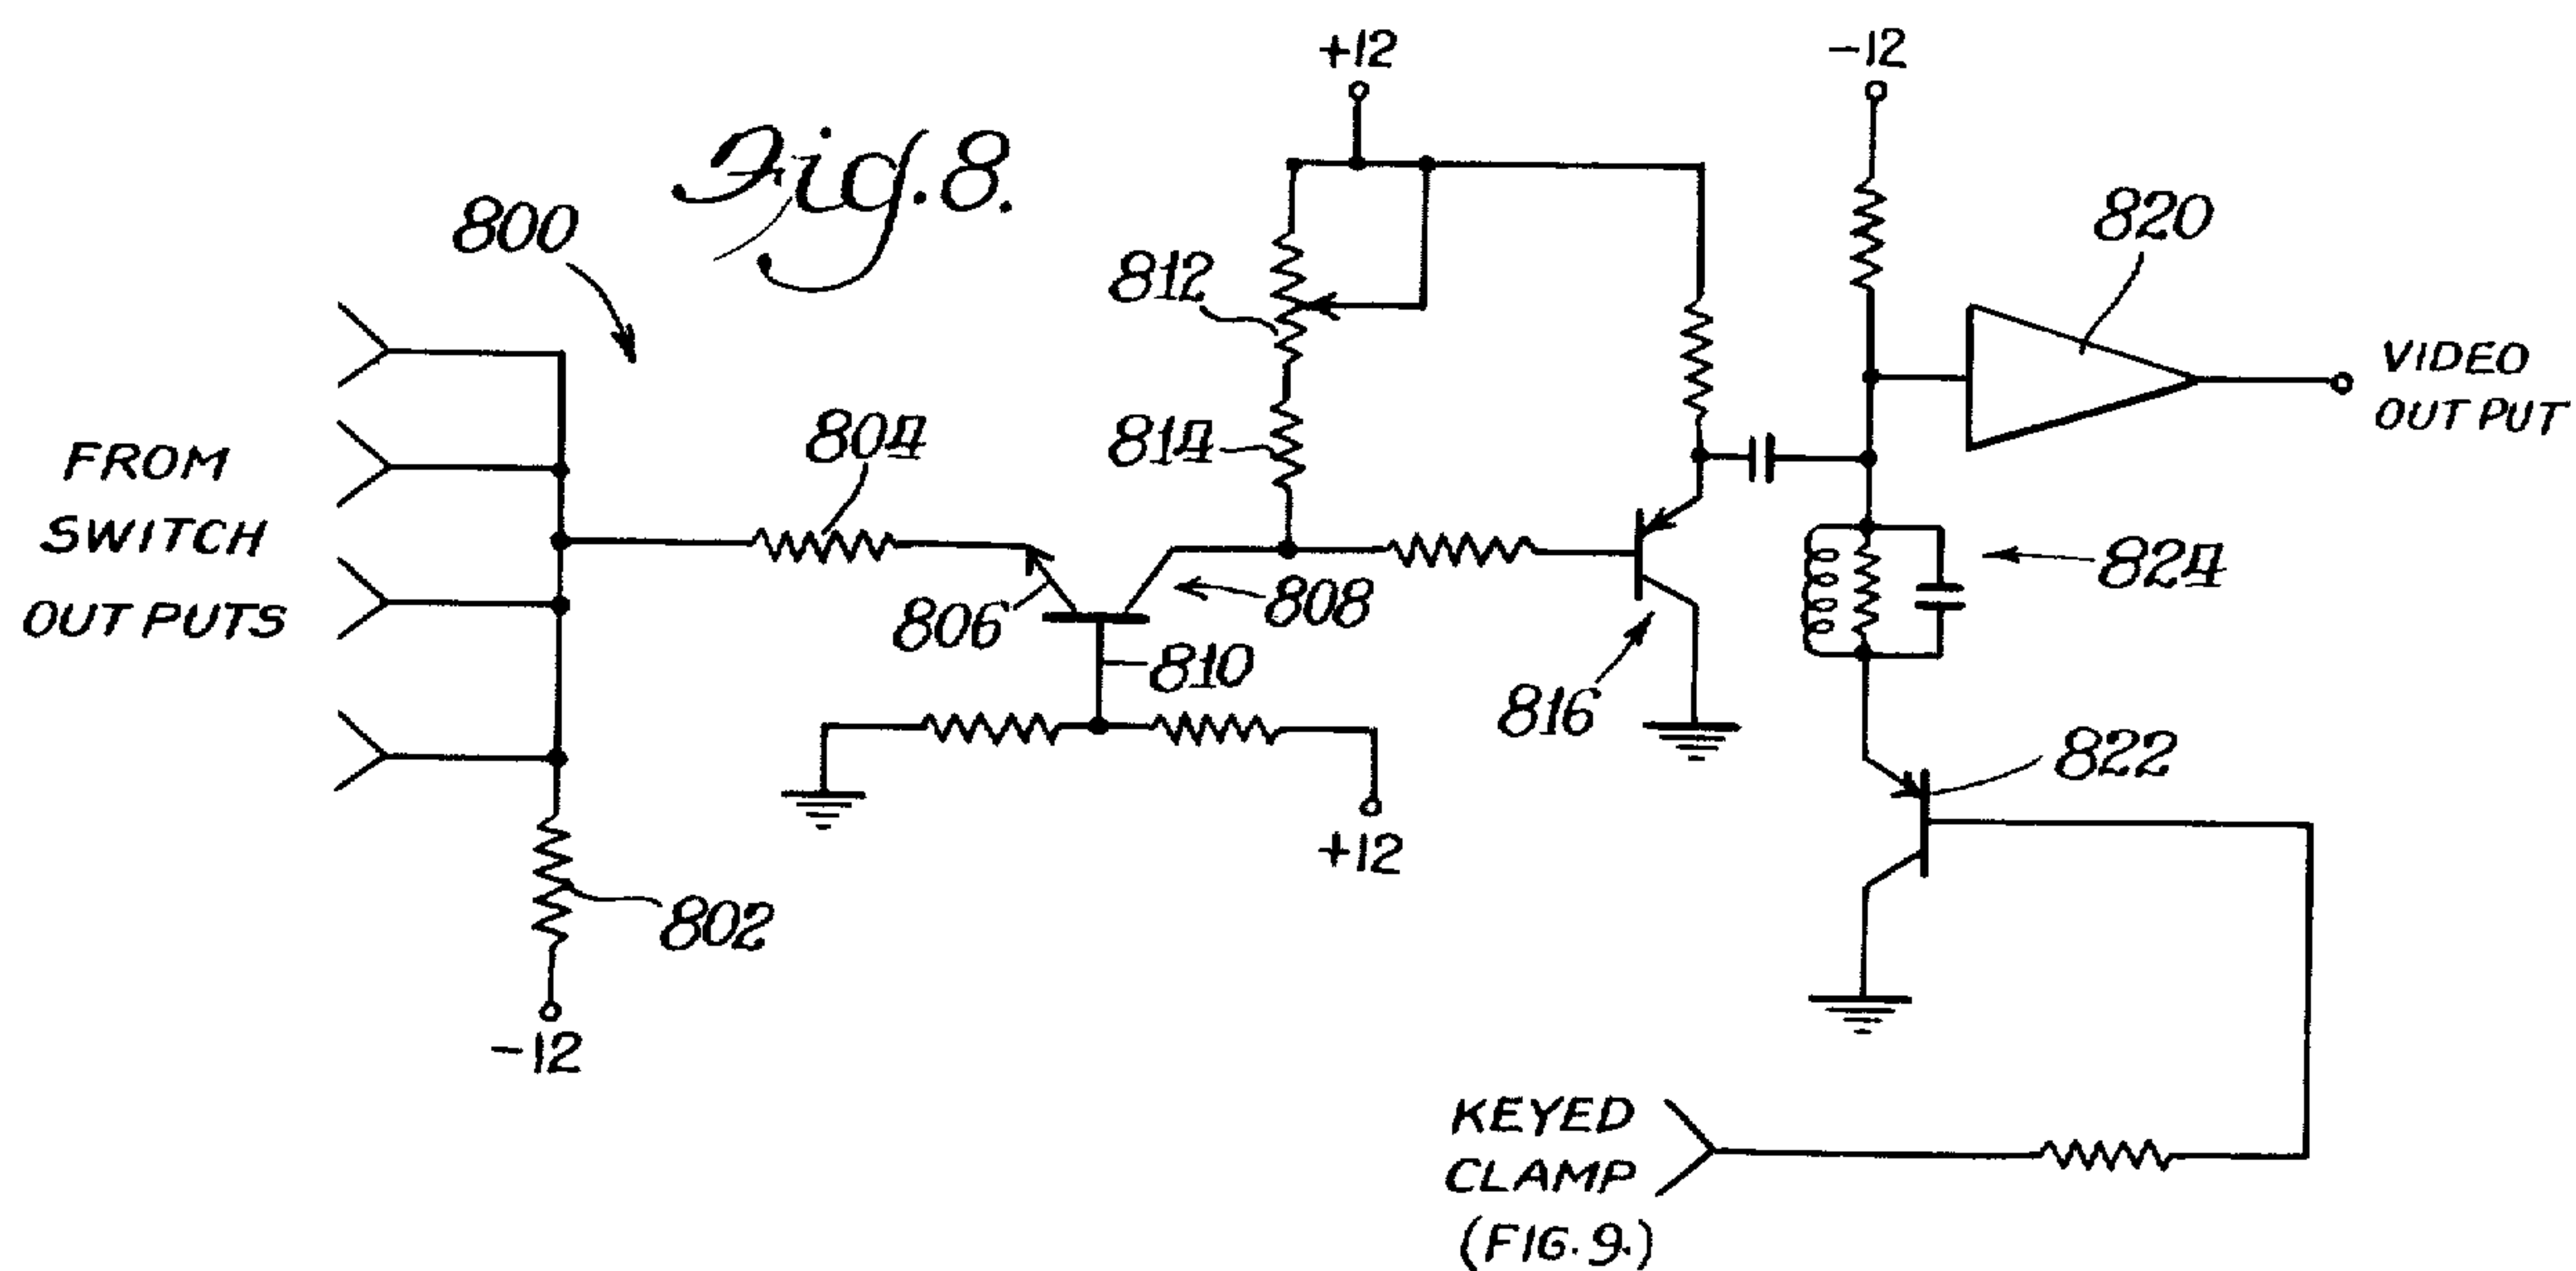 Fig. 8.
+12
-12
800
820
812
VIDEO
OUTPUT
804
814
FROM
SWITCH
OUTPUTS
824
806
808
810
816
822
802
+12
-12
KEYED
CLAMP
(FIG. 9.)